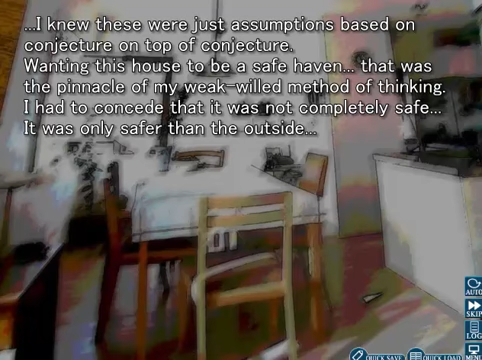 ...I knew these were just assumptions based on
conjecture on top of conjecture.
Wanting this house to be a safe haven... that was
the pinnacle of my weak-willed method of thinking.
I had to concede that it was not completely safe...
It was only safer than the outside...
AUTO
SKIP
LOG
QUICK SAVE
QUICK LOAD
MENU